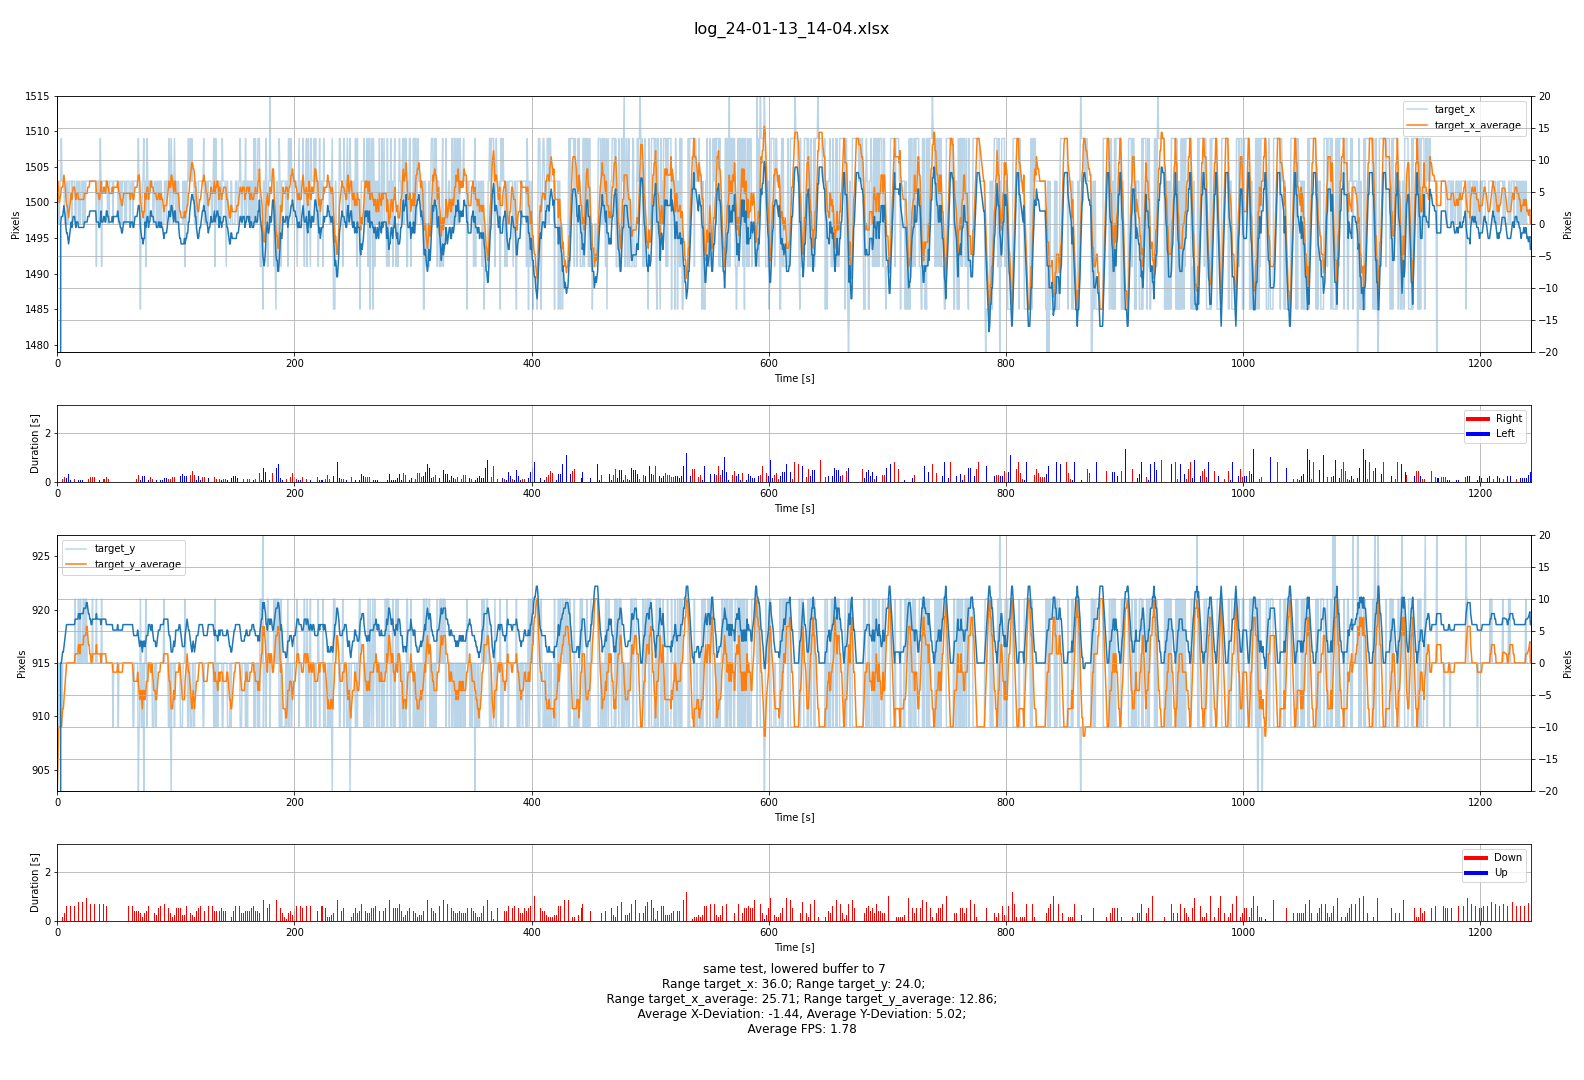 log_24-01-13_14-04.xlsx
1515
1510
1505
1500
1495
1490
1485
1480
Pixels
20
15
10
5
0
−5
−10
−15
−20
Pixels
target_x
target_x_average
0 200 400 600 800 1000 1200
Time [s]
Duration [s]
2
0
Right
Left
0 200 400 600 800 1000 1200
Time [s]
925
920
915
910
905
Pixels
20
15
10
5
0
−5
−10
−15
−20
Pixels
target_y
target_y_average
0 200 400 600 800 1000 1200
Time [s]
Duration [s]
2
0
Down
Up
0 200 400 600 800 1000 1200
Time [s]
same test, lowered buffer to 7
Range target_x: 36.0; Range target_y: 24.0;
Range target_x_average: 25.71; Range target_y_average: 12.86;
Average X-Deviation: -1.44, Average Y-Deviation: 5.02;
Average FPS: 1.78